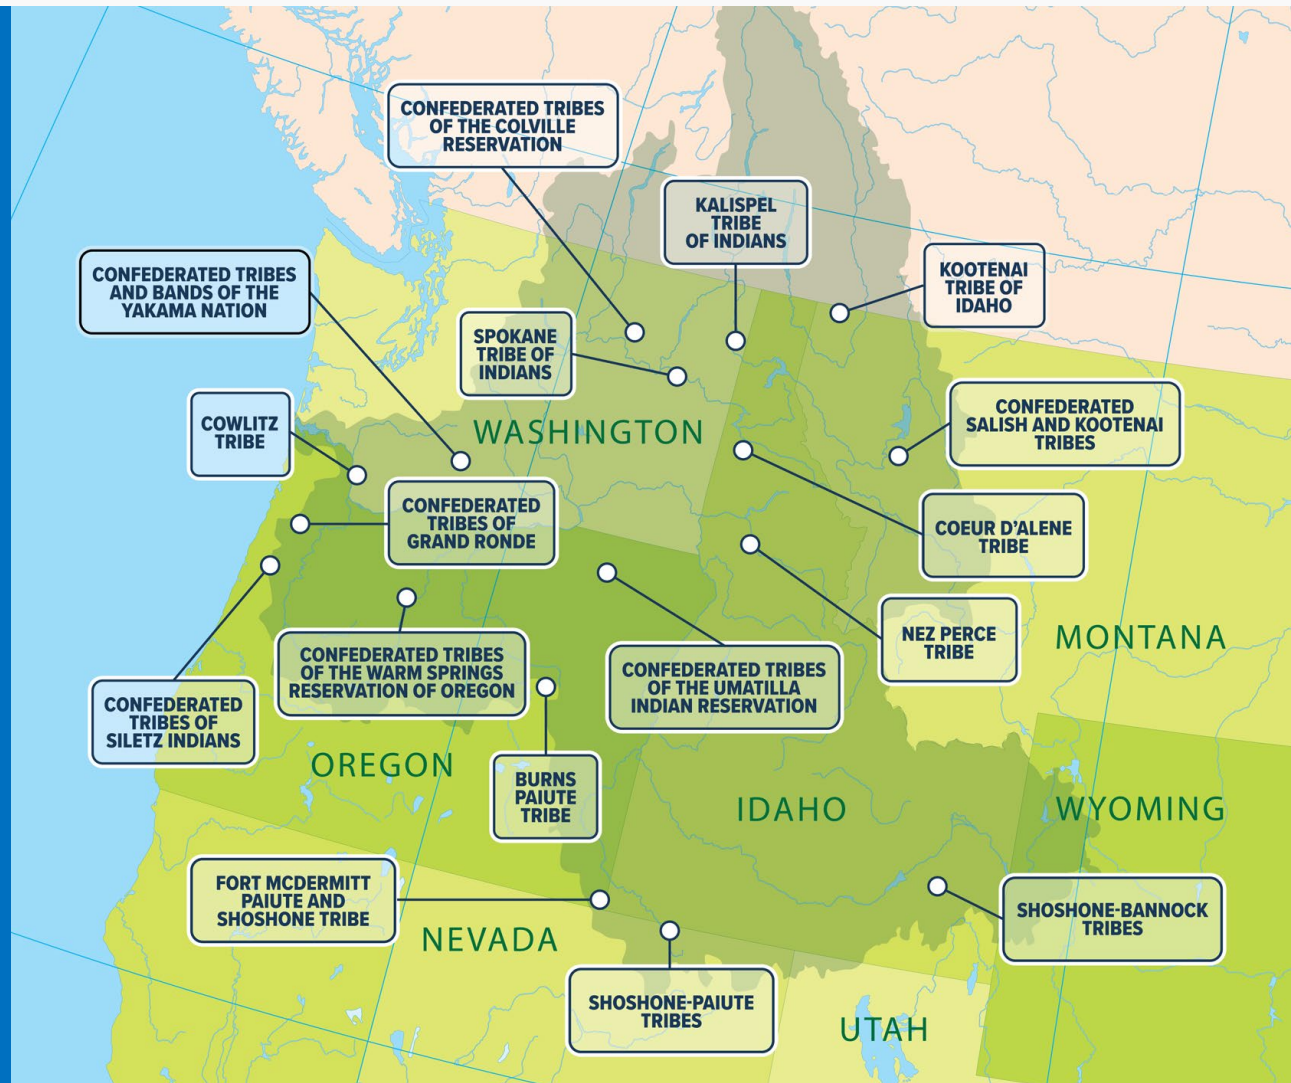 CONFEDERATED TRIBES
OF THE COLVILLE
RESERVATION
KALISPEL
TRIBE
OF INDIANS
CONFEDERATED TRIBES
AND BANDS OF THE
YAKAMA NATION
KOOTENAI
TRIBE OF
IDAHO
SPOKANE
TRIBE OF
INDIANS
COWLITZ
TRIBE
WASHINGTON
CONFEDERATED
SALISH AND KOOTENAI
TRIBES
CONFEDERATED
TRIBES OF
GRAND RONDE
COEUR D'ALENE
TRIBE
NEZ PERCE
TRIBE
MONTANA
CONFEDERATED TRIBES
OF THE WARM SPRINGS
RESERVATION OF OREGON
CONFEDERATED TRIBES
OF THE UMATILLA
INDIAN RESERVATION
CONFEDERATED
TRIBES OF
SILETZ INDIANS
OREGON
BURNS
PAIUTE
TRIBE
IDAHO
WYOMING
FORT MCDERMITT
PAIUTE AND
SHOSHONE TRIBE
NEVADA
SHOSHONE-BANNOCK
TRIBES
SHOSHONE-PAIUTE
TRIBES
UTAH